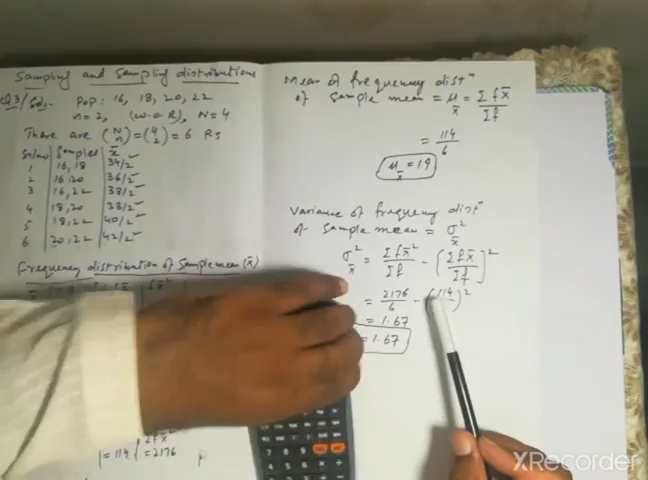 Sampling and Sampling distributions
Q3/Sol. Pop: 16, 18, 20, 22
n = 2, (W.O.R), N = 4
There are (N n) = (4 2) = 6 Rs
Sr/no Samples x̄
1 16, 18 34/2
2 16, 20 36/2
3 16, 22 38/2
4 18, 20 38/2
5 18, 22 40/2
6 20, 22 42/2
Frequency distribution of Sample mean (x̄)
= 114 Σfx̄² = 2176
Mean of frequency distⁿ
of Sample mean = μx̄ = Σfx̄/Σf
= 114/6
μx̄ = 19
Variance of frequency distⁿ
of Sample mean = σ²x̄
σ²x̄ = Σfx̄²/Σf - (Σfx̄/Σf)²
= 2176/6 - (114)²
= 1.67
= 1.67
XRecorder